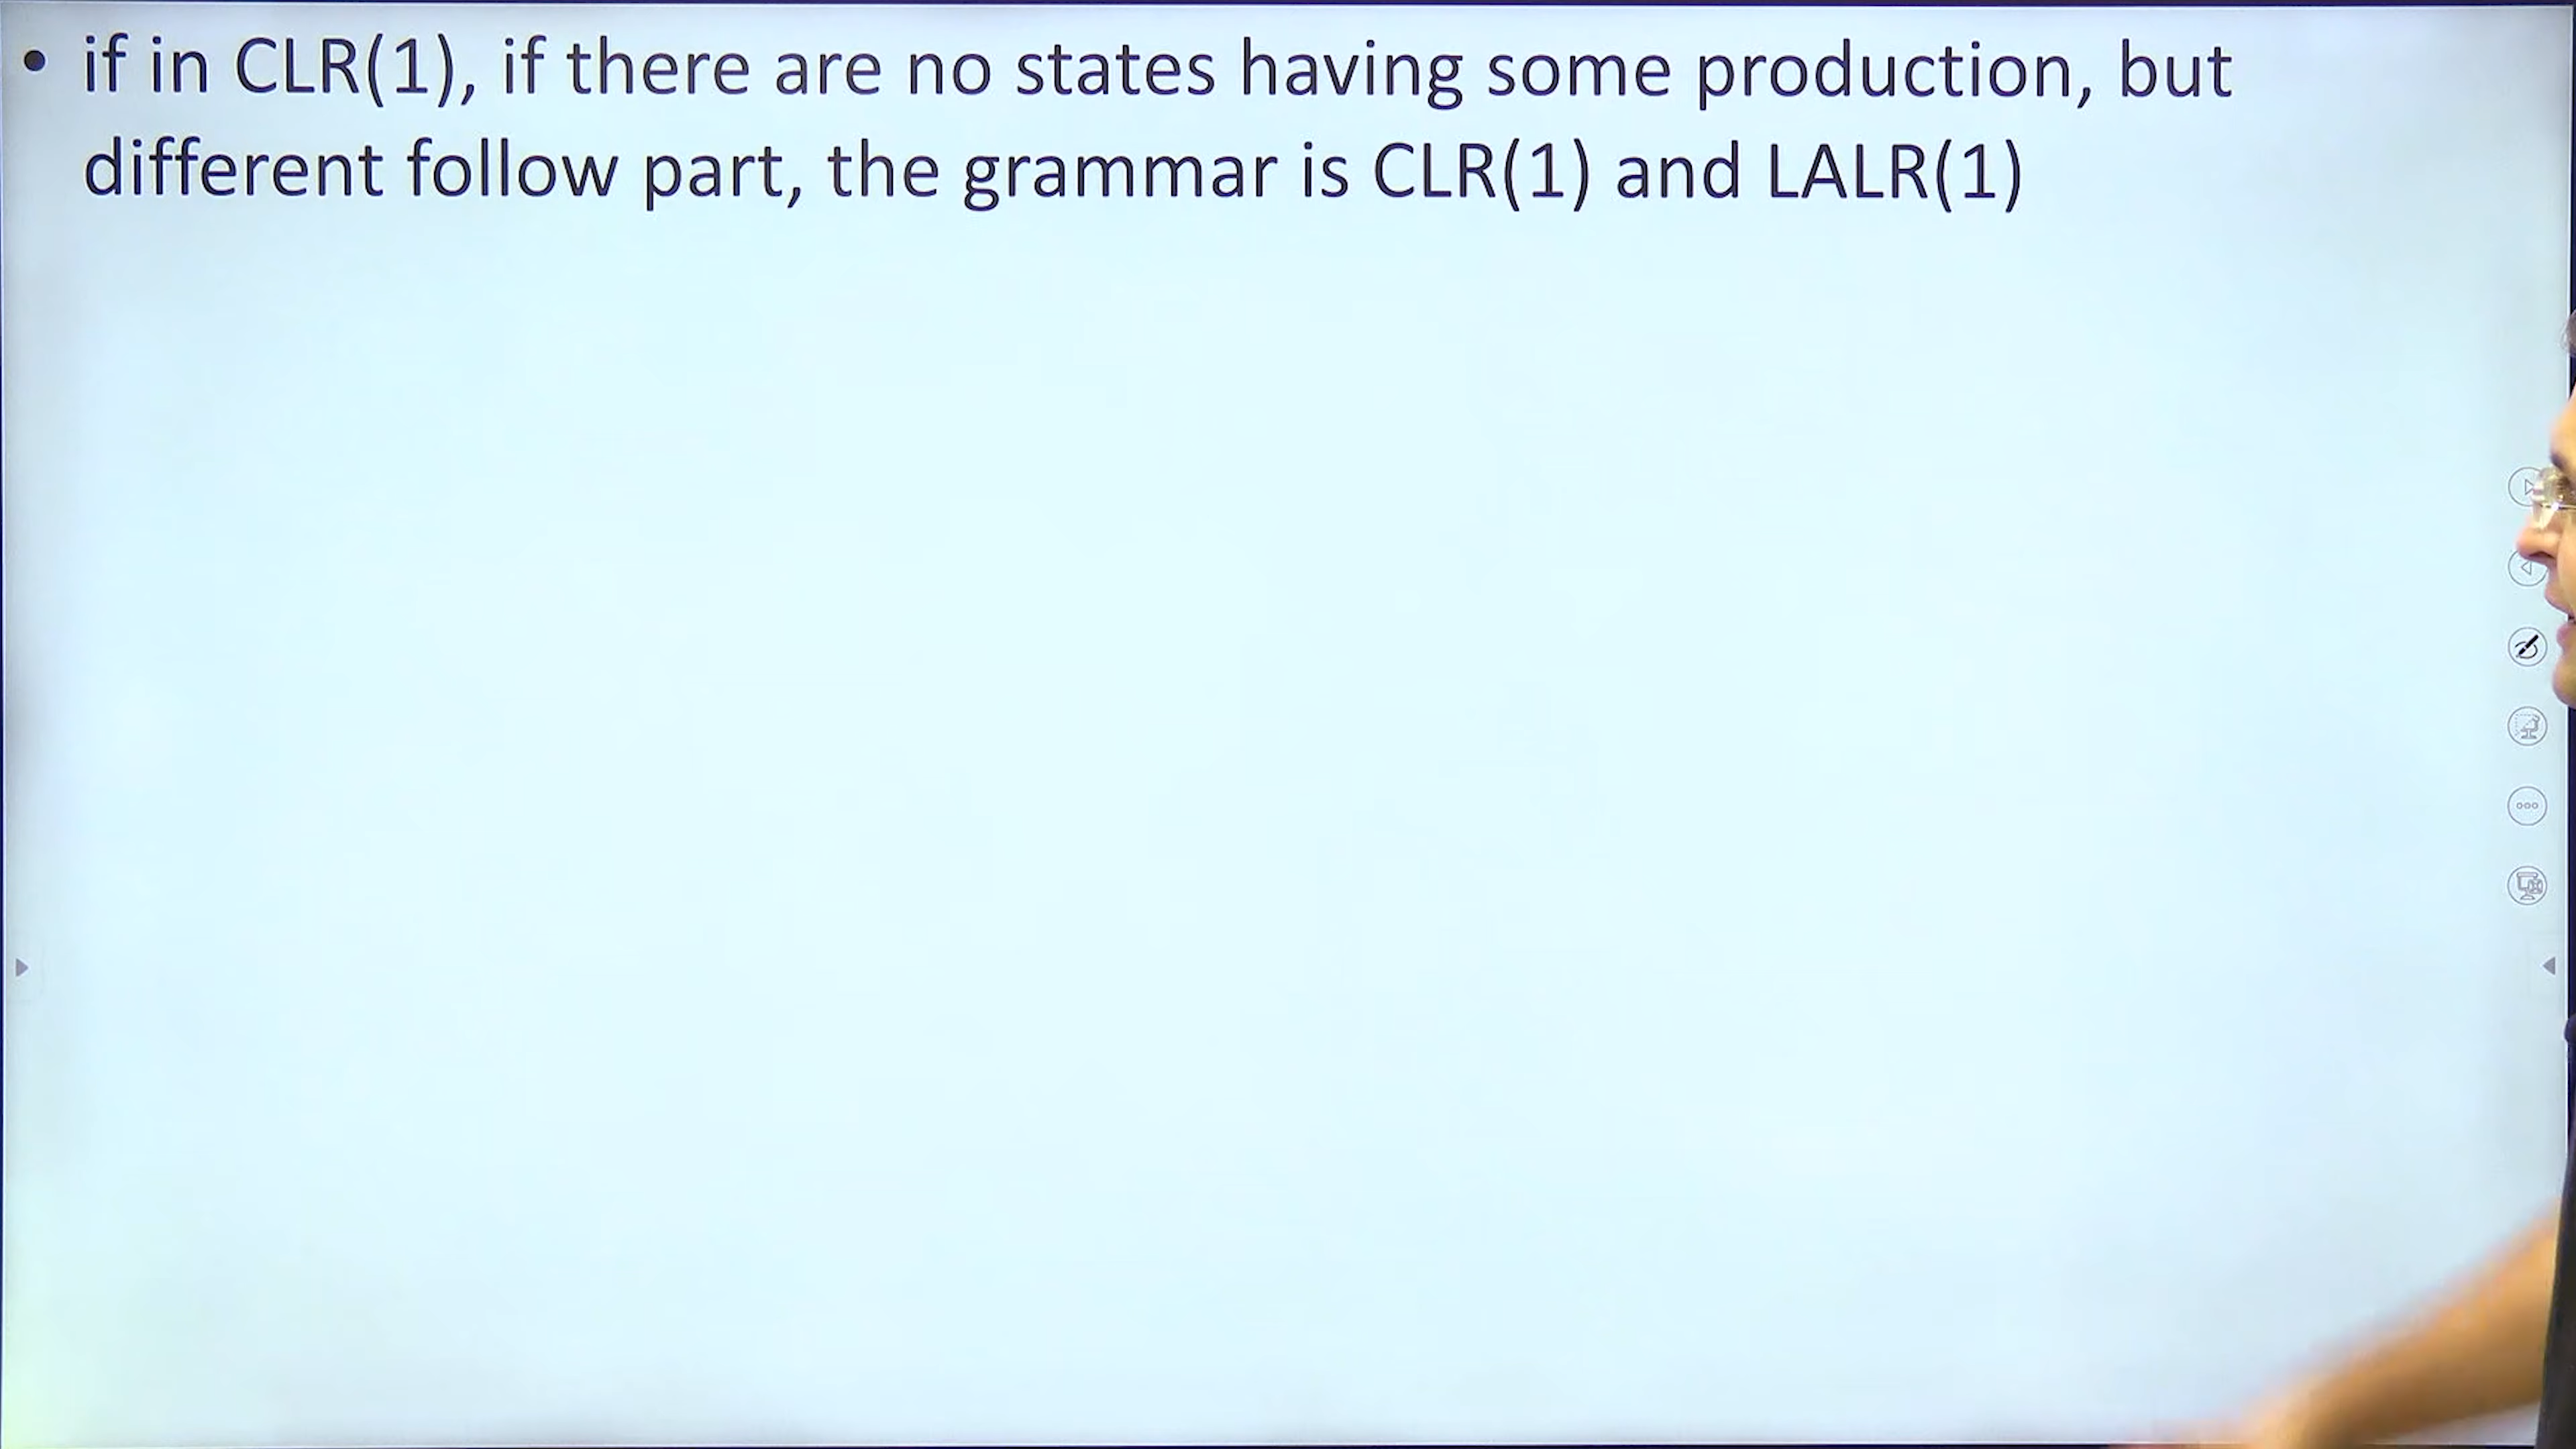 • if in CLR(1), if there are no states having some production, but
different follow part, the grammar is CLR(1) and LALR(1)